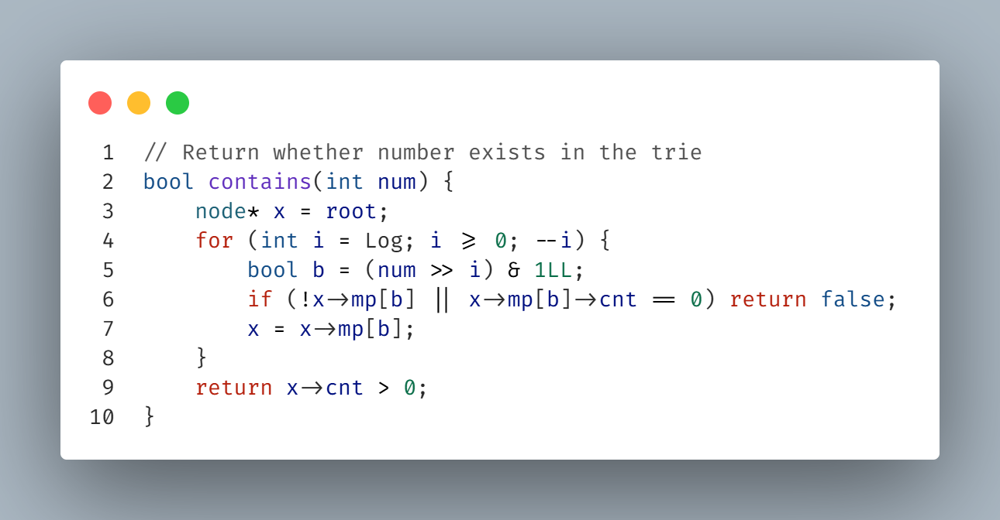 1 // Return whether number exists in the trie
2 bool contains(int num) {
3     node* x = root;
4     for (int i = Log; i >= 0; --i) {
5         bool b = (num >> i) & 1LL;
6         if (!x->mp[b] || x->mp[b]->cnt == 0) return false;
7         x = x->mp[b];
8     }
9     return x->cnt > 0;
10 }